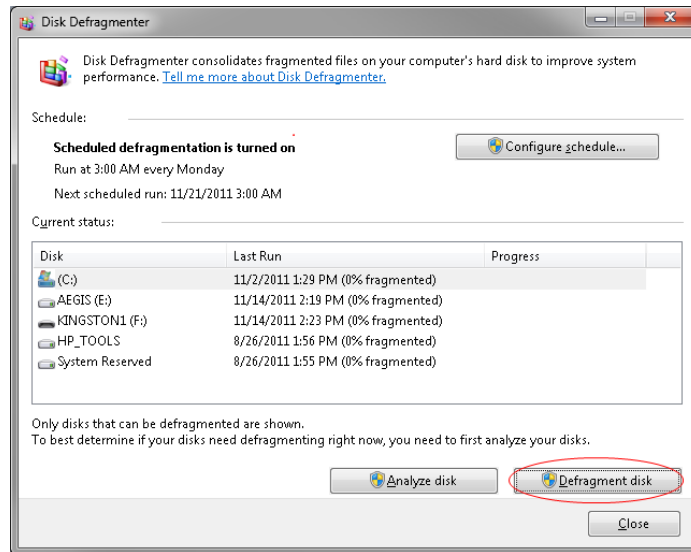 Disk Defragmenter
Disk Defragmenter consolidates fragmented files on your computer's hard disk to improve system
performance. Tell me more about Disk Defragmenter.
Schedule:
Scheduled defragmentation is turned on
Configure schedule...
Run at 3:00 AM every Monday
Next scheduled run: 11/21/2011 3:00 AM
Current status:
Disk Last Run Progress
(C:) 11/2/2011 1:29 PM (0% fragmented)
AEGIS (E:) 11/14/2011 2:19 PM (0% fragmented)
KINGSTON1 (F:) 11/14/2011 2:23 PM (0% fragmented)
HP_TOOLS 8/26/2011 1:56 PM (0% fragmented)
System Reserved 8/26/2011 1:55 PM (0% fragmented)
Only disks that can be defragmented are shown.
To best determine if your disks need defragmenting right now, you need to first analyze your disks.
Analyze disk Defragment disk
Close